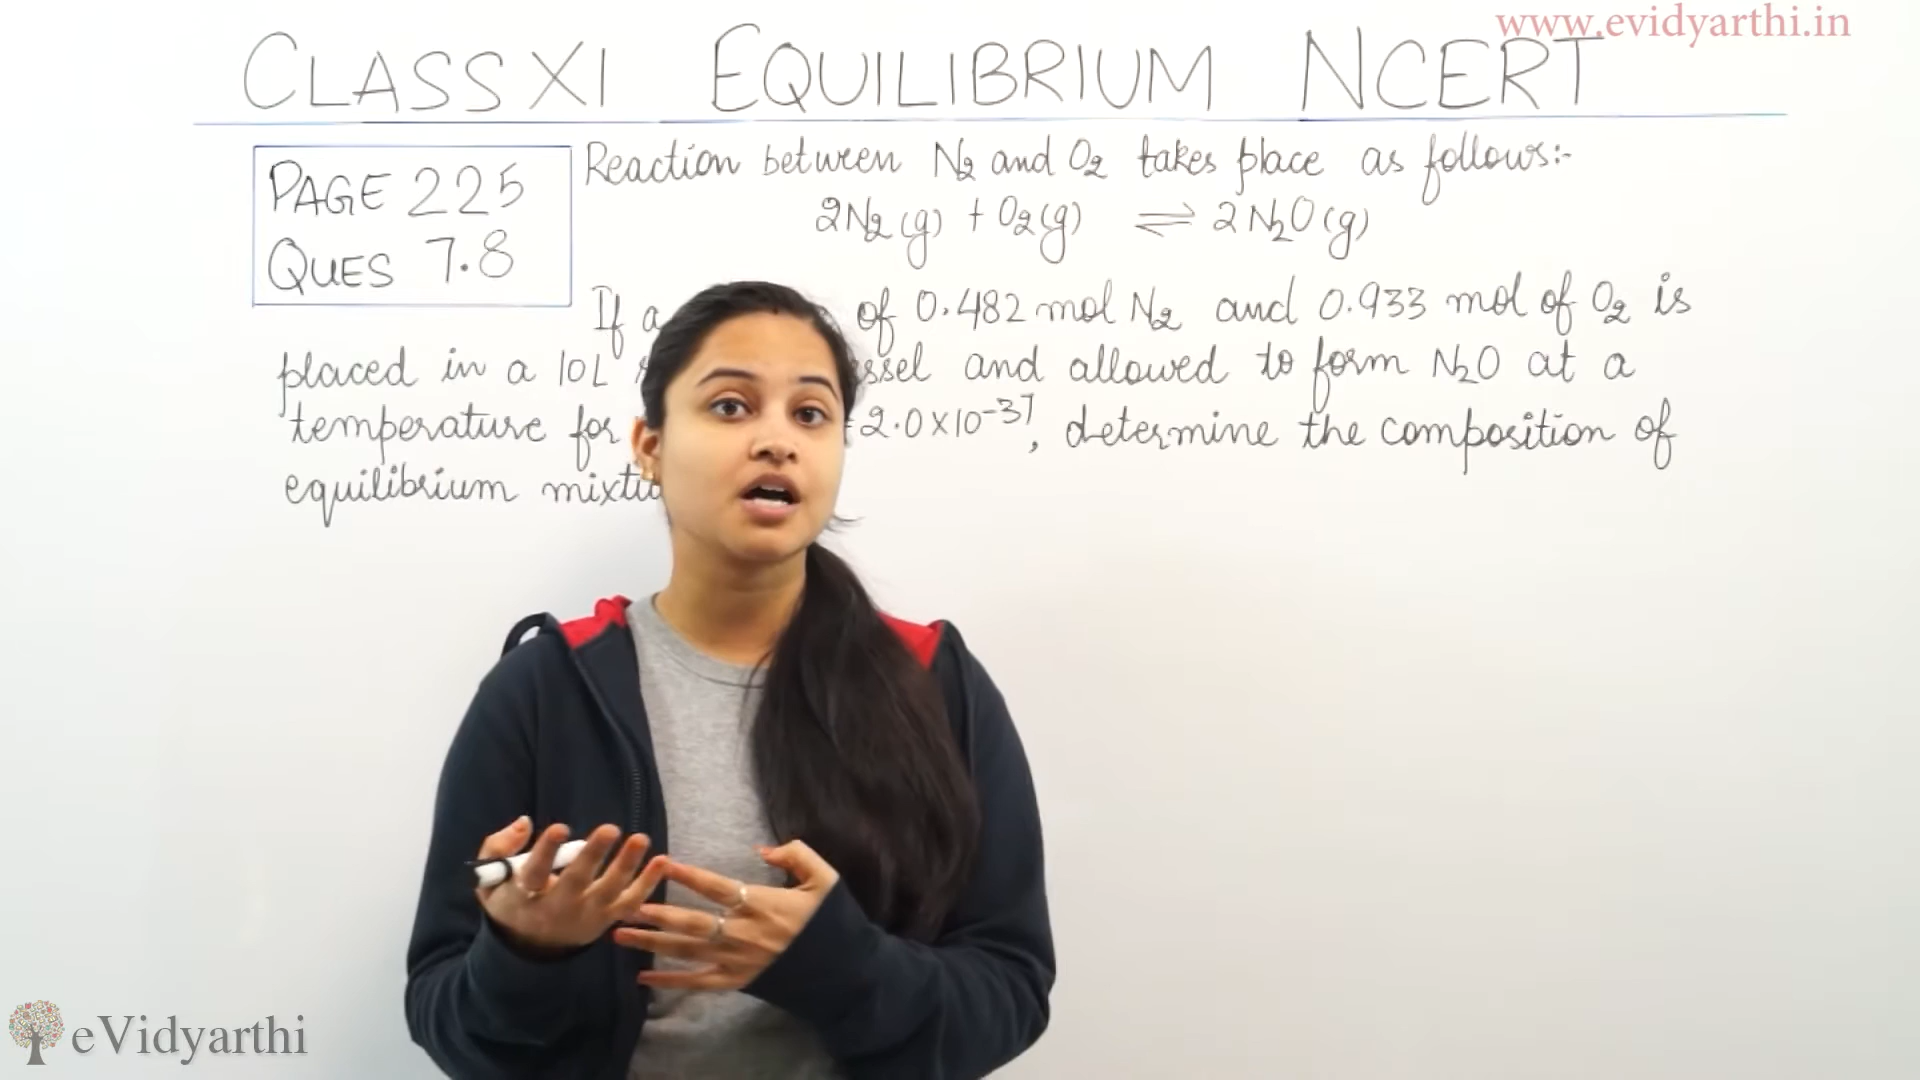 www.evidyarthi.in
CLASS XI EQUILIBRIUM NCERT
PAGE 225
QUES 7.8
Reaction between N₂ and O₂ takes place as follows:-
2N₂(g) + O₂(g) ⇌ 2N₂O(g)
If a of 0.482 mol N₂ and 0.933 mol of O₂ is
placed in a 10L and allowed to form N₂O at a
temperature for = 2.0×10⁻³⁷, determine the composition of
equilibrium
eVidyarthi